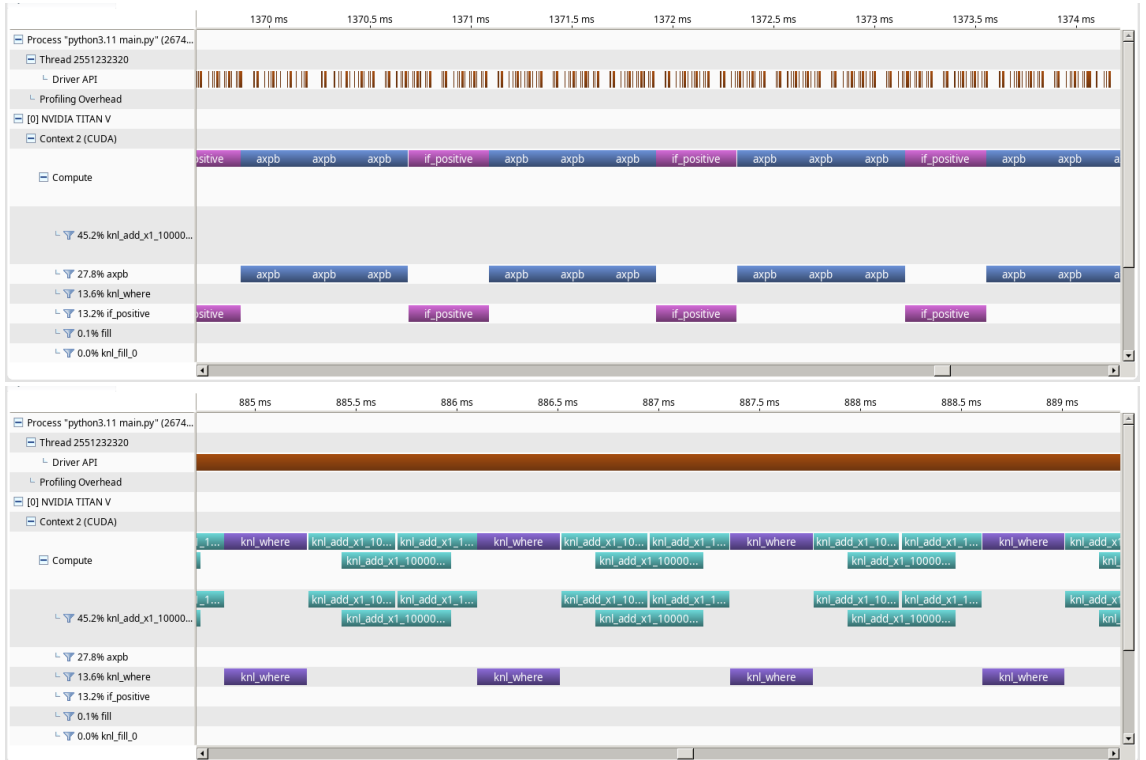 1370 ms 1370.5 ms 1371 ms 1371.5 ms 1372 ms 1372.5 ms 1373 ms 1373.5 ms 1374 ms
Process "python3.11 main.py" (2674...
Thread 2551232320
Driver API
Profiling Overhead
[0] NVIDIA TITAN V
Context 2 (CUDA)
ositive axpb axpb axpb if_positive axpb axpb axpb if_positive axpb axpb axpb if_positive axpb axpb a
Compute
45.2% knl_add_x1_10000...
27.8% axpb
axpb axpb axpb axpb axpb axpb axpb axpb axpb axpb axpb a
13.6% knl_where
13.2% if_positive
ositive if_positive if_positive if_positive
0.1% fill
0.0% knl_fill_0
885 ms 885.5 ms 886 ms 886.5 ms 887 ms 887.5 ms 888 ms 888.5 ms 889 ms
Process "python3.11 main.py" (2674...
Thread 2551232320
Driver API
Profiling Overhead
[0] NVIDIA TITAN V
Context 2 (CUDA)
_1... knl_where knl_add_x1_10... knl_add_x1_1... knl_where knl_add_x1_10... knl_add_x1_1... knl_where knl_add_x1_10... knl_add_x1_1... knl_where knl_add_x1
Compute
knl_add_x1_10000... knl_add_x1_10000... knl_add_x1_10000... knl_
_1... knl_add_x1_10... knl_add_x1_1... knl_add_x1_10... knl_add_x1_1... knl_add_x1_10... knl_add_x1_1... knl_add_x1
45.2% knl_add_x1_10000...
knl_add_x1_10000... knl_add_x1_10000... knl_add_x1_10000... knl_
27.8% axpb
13.6% knl_where
knl_where knl_where knl_where knl_where
13.2% if_positive
0.1% fill
0.0% knl_fill_0